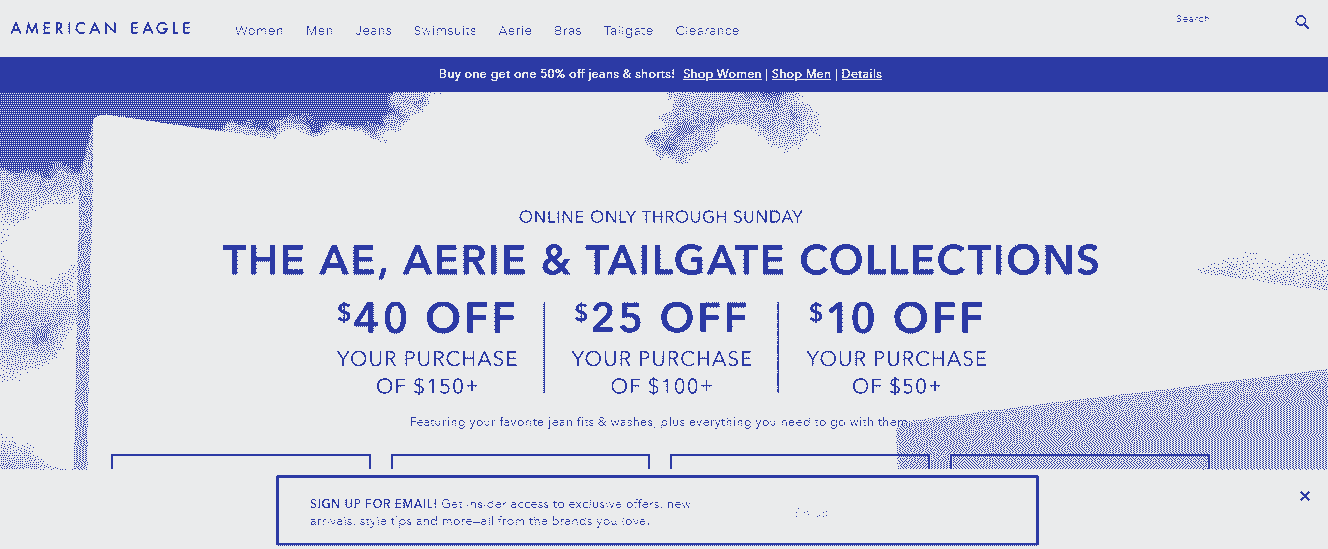 AMERICAN EAGLE Women Men Jeans Swimsuits Aerie Bras Tailgate Clearance Search
Buy one get one 50% off jeans & shorts! Shop Women | Shop Men | Details
ONLINE ONLY THROUGH SUNDAY
THE AE, AERIE & TAILGATE COLLECTIONS
$40 OFF $25 OFF $10 OFF
YOUR PURCHASE YOUR PURCHASE YOUR PURCHASE
OF $150+ OF $100+ OF $50+
Featuring your favorite jean fits & washes, plus everything you need to go with them.
SIGN UP FOR EMAIL! Get insider access to exclusive offers, new
arrivals, style tips and more—all from the brands you love.